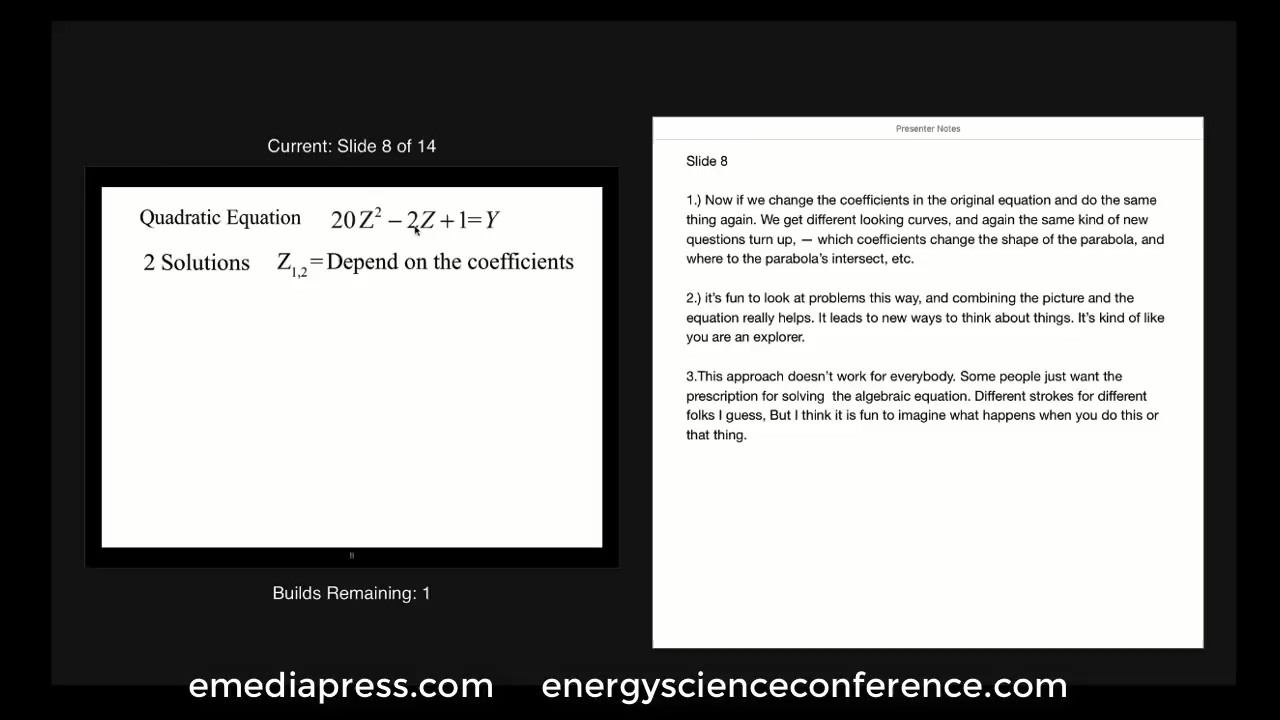 Current: Slide 8 of 14
Quadratic Equation 20Z² − 2Z + 1 = Y
2 Solutions Z₁,₂ = Depend on the coefficients
8
Builds Remaining: 1
Presenter Notes
Slide 8
1.) Now if we change the coefficients in the original equation and do the same
thing again. We get different looking curves, and again the same kind of new
questions turn up, — which coefficients change the shape of the parabola, and
where to the parabola's intersect, etc.
2.) it's fun to look at problems this way, and combining the picture and the
equation really helps. It leads to new ways to think about things. It's kind of like
you are an explorer.
3.This approach doesn't work for everybody. Some people just want the
prescription for solving  the algebraic equation. Different strokes for different
folks I guess, But I think it is fun to imagine what happens when you do this or
that thing.
emediapress.com energyscienceconference.com